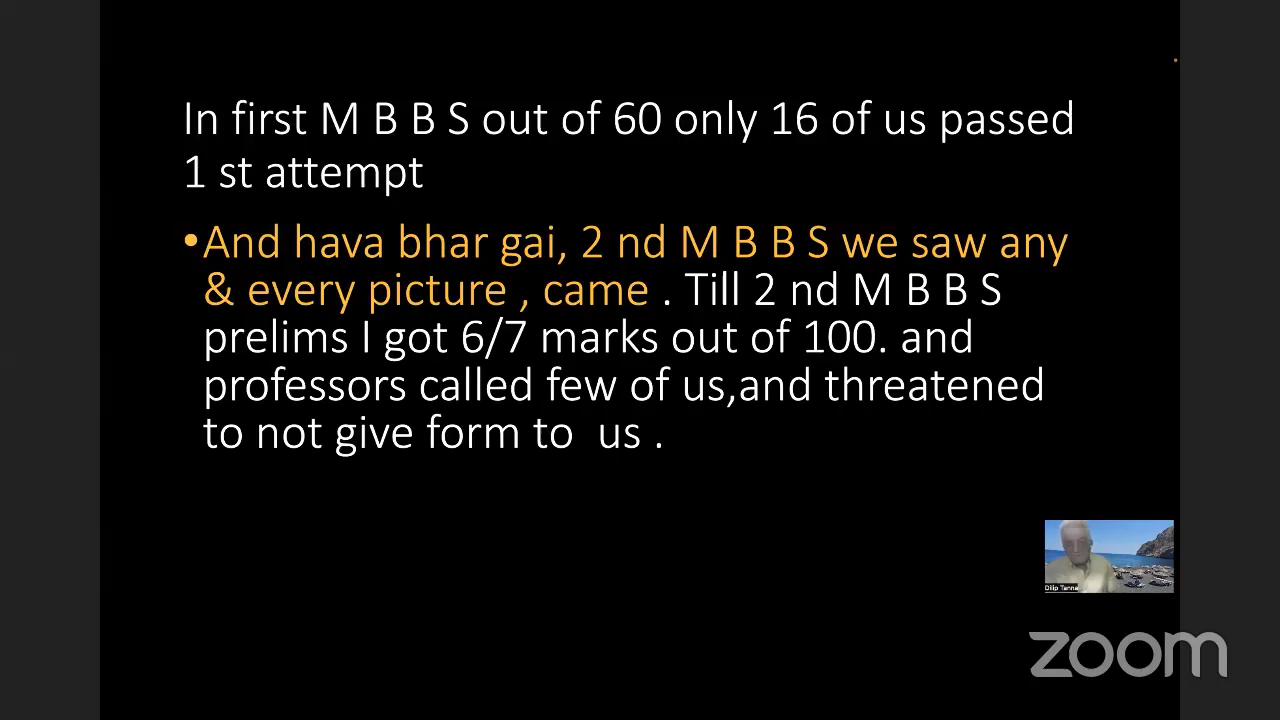 In first M B B S out of 60 only 16 of us passed
1 st attempt
•And hava bhar gai, 2 nd M B B S we saw any
& every picture , came . Till 2 nd M B B S
prelims I got 6/7 marks out of 100. and
professors called few of us,and threatened
to not give form to  us .
Dilip Tanna
zoom